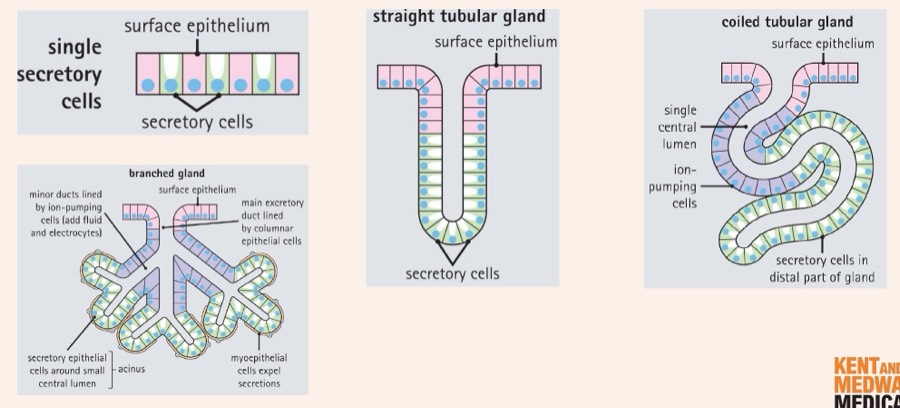 single
secretory
cells
surface epithelium
secretory cells
straight tubular gland
surface epithelium
secretory cells
coiled tubular gland
surface epithelium
single
central
lumen
ion-
pumping
cells
secretory cells in
distal part of gland
branched gland
surface epithelium
minor ducts lined
by ion-pumping
cells (add fluid
and electrocytes)
main excretory
duct lined
by columnar
epithelial cells
secretory epithelial
cells around small
central lumen
acinus
myoepithelial
cells expel
secretions
KENT AND
MEDWA
MEDICA